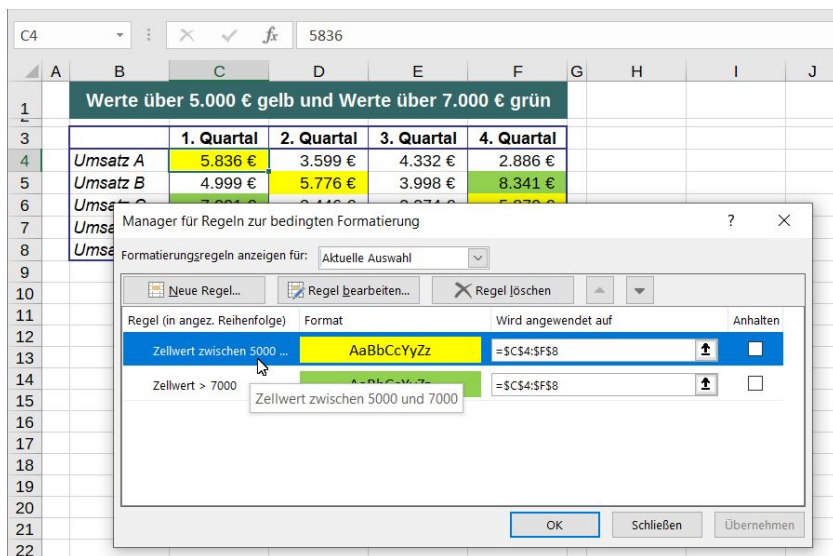 C4 fx 5836
A B C D E F G H I J
1 Werte über 5.000 € gelb und Werte über 7.000 € grün
3 1. Quartal 2. Quartal 3. Quartal 4. Quartal
4 Umsatz A 5.836 € 3.599 € 4.332 € 2.886 €
5 Umsatz B 4.999 € 5.776 € 3.998 € 8.341 €
6
7
8
Manager für Regeln zur bedingten Formatierung ? ×
Formatierungsregeln anzeigen für: Aktuelle Auswahl
9
10 Neue Regel... Regel bearbeiten... Regel löschen
11 Regel (in angez. Reihenfolge) Format Wird angewendet auf Anhalten
12
13 Zellwert zwischen 5000 ... AaBbCcYyZz =$C$4:$F$8
14 Zellwert > 7000 =$C$4:$F$8
15 Zellwert zwischen 5000 und 7000
16
17
18
19
20
21 OK Schließen Übernehmen
22